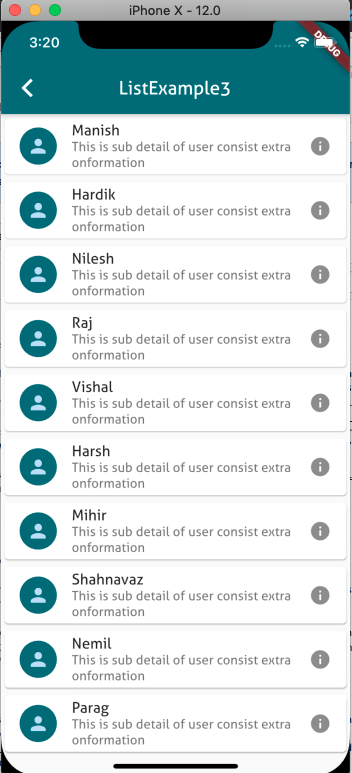 iPhone X - 12.0
3:20
DEBUG
ListExample3
Manish
This is sub detail of user consist extra
onformation
Hardik
This is sub detail of user consist extra
onformation
Nilesh
This is sub detail of user consist extra
onformation
Raj
This is sub detail of user consist extra
onformation
Vishal
This is sub detail of user consist extra
onformation
Harsh
This is sub detail of user consist extra
onformation
Mihir
This is sub detail of user consist extra
onformation
Shahnavaz
This is sub detail of user consist extra
onformation
Nemil
This is sub detail of user consist extra
onformation
Parag
This is sub detail of user consist extra
onformation